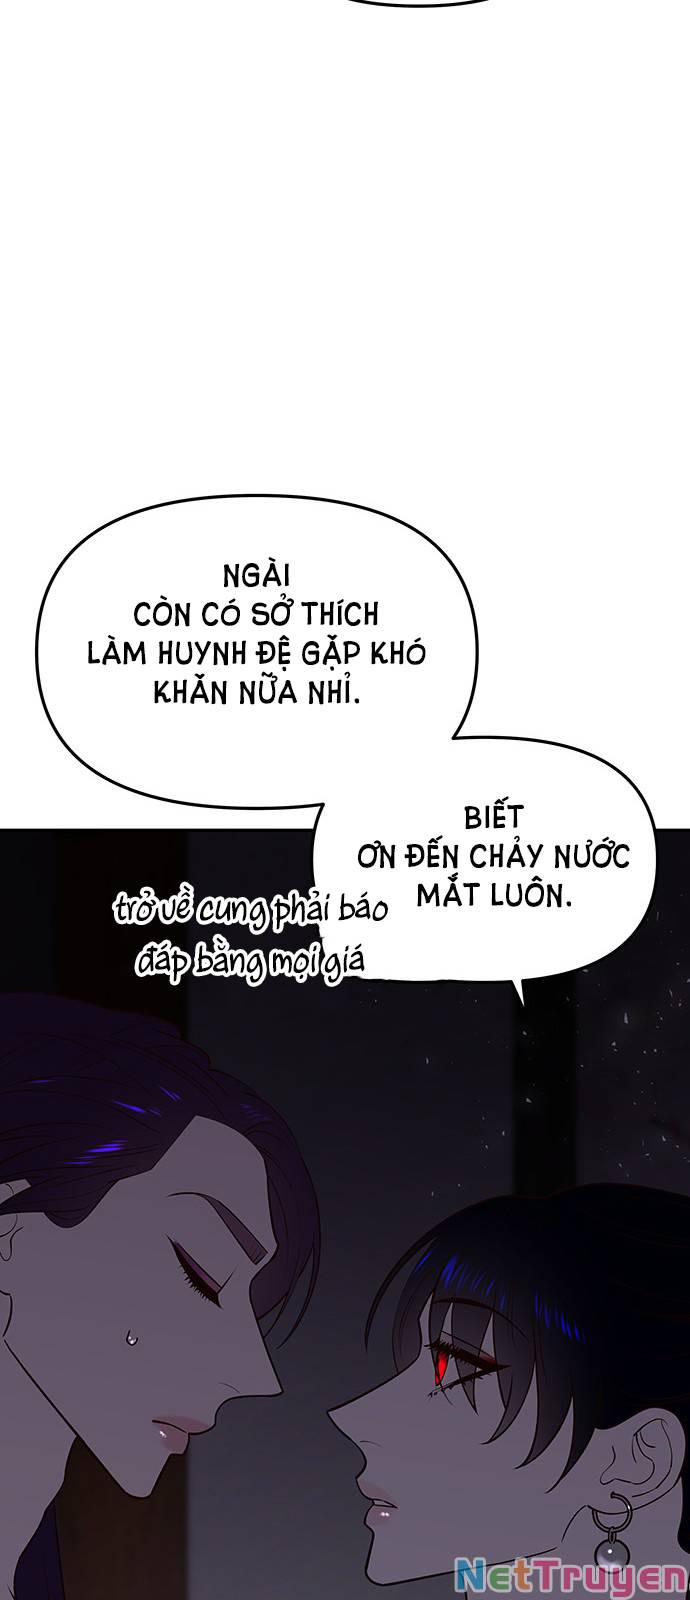 NGÀI
CÒN CÓ SỞ THÍCH
LÀM HUYNH ĐỆ GẶP KHÓ
KHĂN NỮA NHỈ.
BIẾT
ƠN ĐẾN CHẢY NƯỚC
MẮT LUÔN.
trở về cung phải báo
đáp bằng mọi giá
NetTruyen